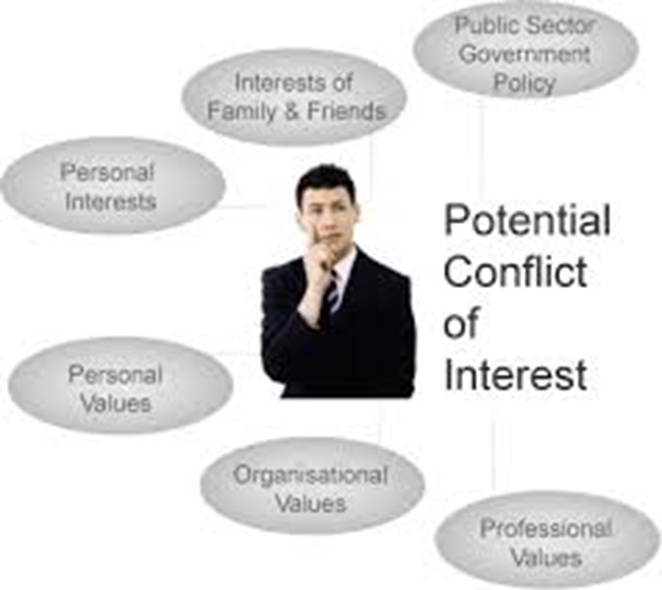 Public Sector
Government
Policy
Interests of
Family & Friends
Personal
Interests
Potential
Conflict
of
Interest
Personal
Values
Organisational
Values
Professional
Values